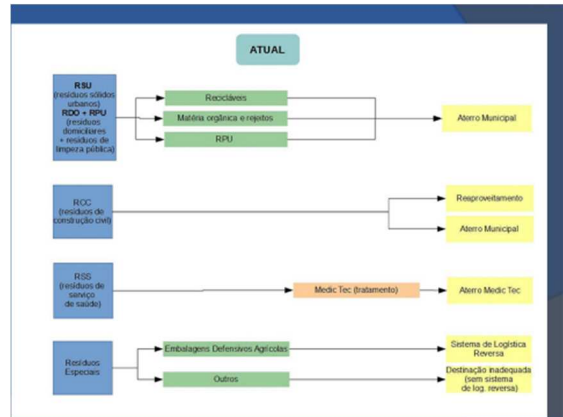 ATUAL
RSU
(resíduos sólidos
urbanos)
RDO + RPU
(resíduos
domiciliares
+ resíduos de
limpeza pública)
Recicláveis
Matéria orgânica e rejeitos
RPU
Aterro Municipal
RCC
(resíduos de
construção civil)
Reaproveitamento
Aterro Municipal
RSS
(resíduos de
serviço
de saúde)
Medic Tec (tratamento)
Aterro Medic Tec
Resíduos
Especiais
Embalagens Defensivos Agrícolas
Outros
Sistema de Logística
Reversa
Destinação inadequada
(sem sistema
de log. reversa)